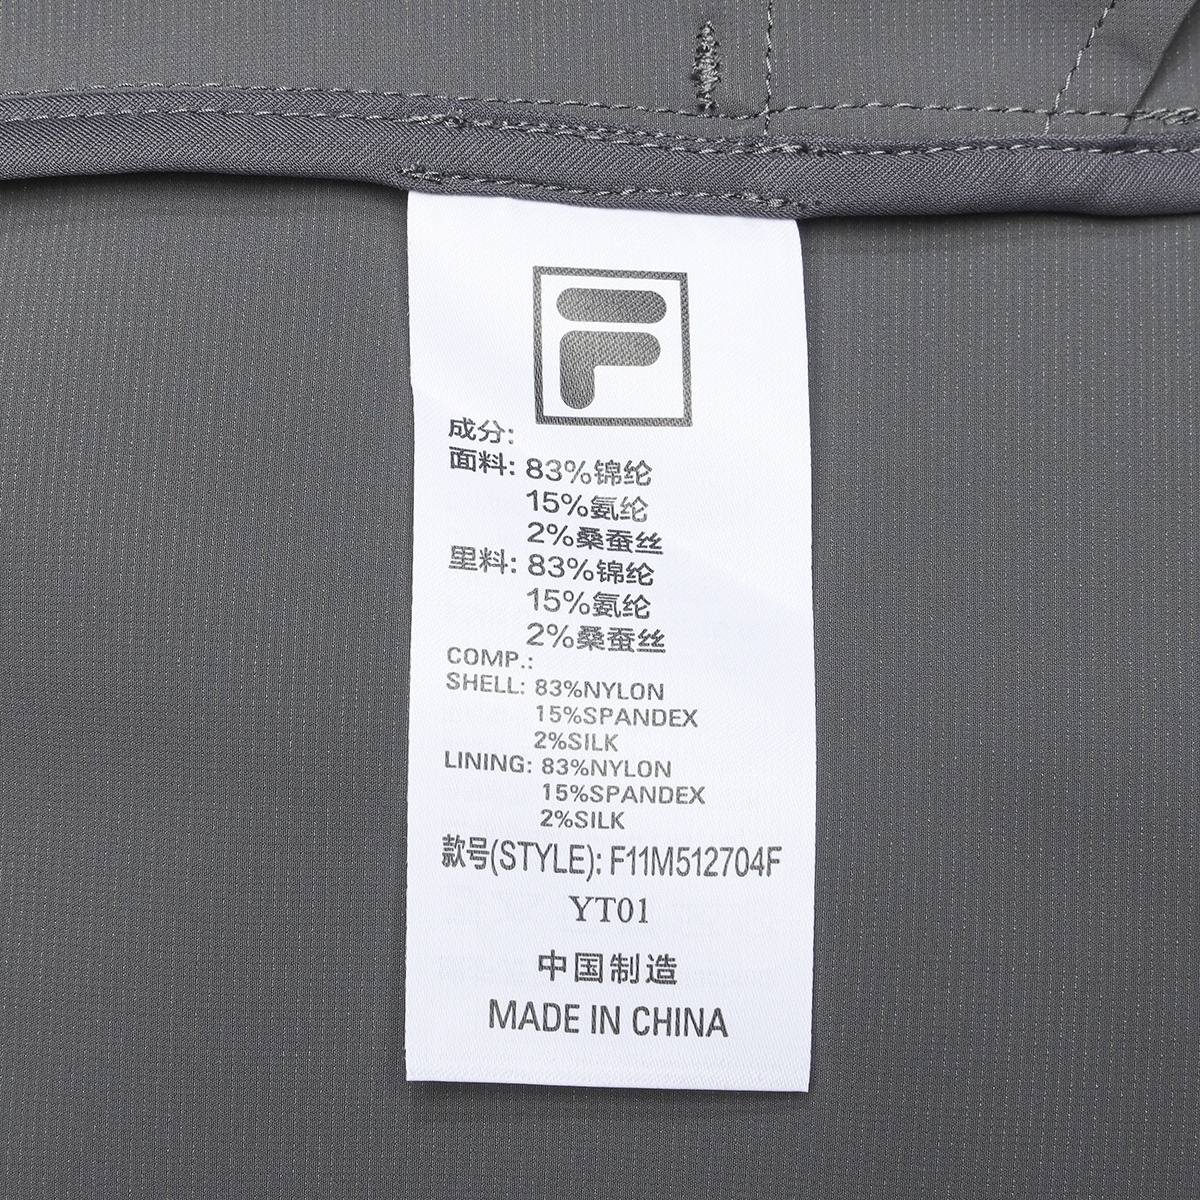 F
成分:
面料: 83%锦纶
15%氨纶
2%桑蚕丝
里料: 83%锦纶
15%氨纶
2%桑蚕丝
COMP.:
SHELL: 83%NYLON
15%SPANDEX
2%SILK
LINING: 83%NYLON
15%SPANDEX
2%SILK
款号(STYLE): F11M512704F
YT01
中国制造
MADE IN CHINA